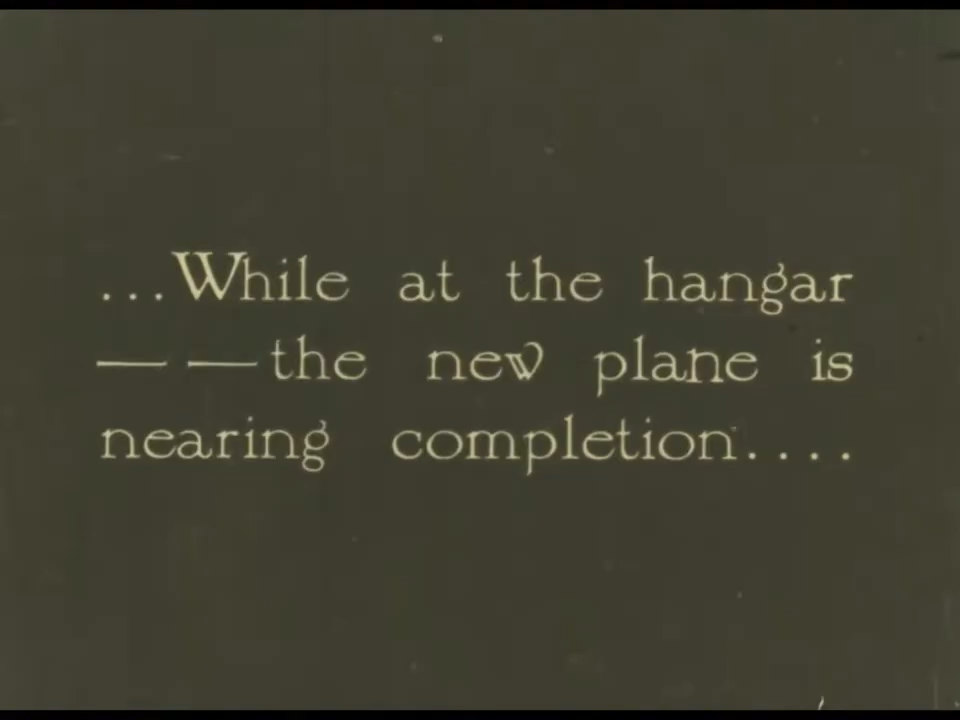 ...While at the hangar
— —the new plane is
nearing completion....